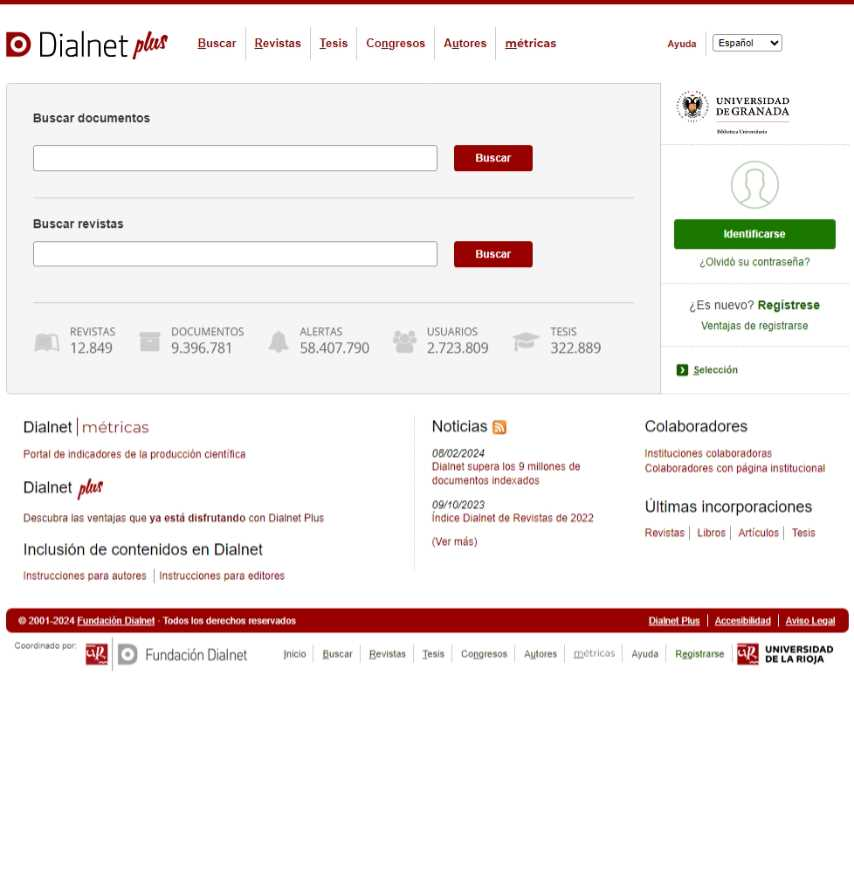 Dialnet plus
Buscar Revistas Tesis Congresos Autores métricas
Ayuda Español
UNIVERSIDAD
DE GRANADA
Biblioteca Universitaria
Buscar documentos
Buscar
Buscar revistas
Buscar
REVISTAS
12.849
DOCUMENTOS
9.396.781
ALERTAS
58.407.790
USUARIOS
2.723.809
TESIS
322.889
Identificarse
¿Olvidó su contraseña?
¿Es nuevo? Regístrese
Ventajas de registrarse
Selección
Dialnet métricas
Portal de indicadores de la producción científica
Dialnet plus
Descubra las ventajas que ya está disfrutando con Dialnet Plus
Inclusión de contenidos en Dialnet
Instrucciones para autores Instrucciones para editores
Noticias
08/02/2024
Dialnet supera los 9 millones de
documentos indexados
09/10/2023
Índice Dialnet de Revistas de 2022
(Ver más)
Colaboradores
Instituciones colaboradoras
Colaboradores con página institucional
Últimas incorporaciones
Revistas Libros Artículos Tesis
© 2001-2024 Fundación Dialnet · Todos los derechos reservados
Dialnet Plus Accesibilidad Aviso Legal
Coordinado por:
UR
Fundación Dialnet
Inicio Buscar Revistas Tesis Congresos Autores métricas Ayuda Registrarse
UR
UNIVERSIDAD
DE LA RIOJA